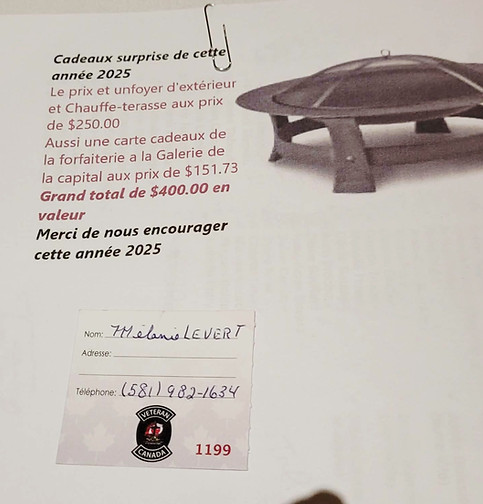 Cadeaux surprise de cette
année 2025
Le prix et unfoyer d'extérieur
et Chauffe-terasse aux prix
de $250.00
Aussi une carte cadeaux de
la forfaiterie a la Galerie de
la capital aux prix de $151.73
Grand total de $400.00 en
valeur
Merci de nous encourager
cette année 2025
Nom: Mélanie LEVERT
Adresse:
Téléphone: (581) 982-1634
VETERAN
CANADA
1199